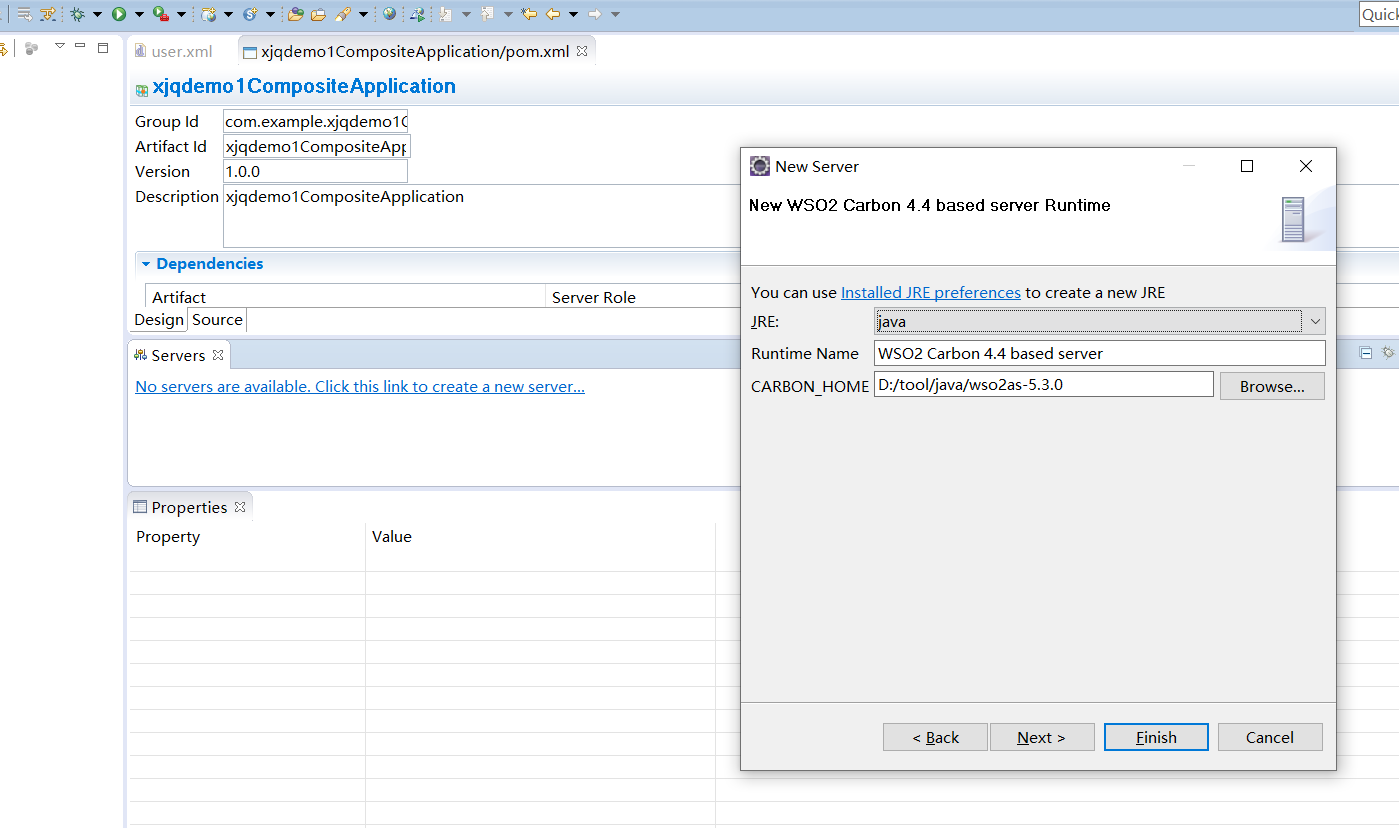 Quick
user.xml
xjqdemo1CompositeApplication/pom.xml
xjqdemo1CompositeApplication
Group Id com.example.xjqdemo1C
Artifact Id xjqdemo1CompositeApp
Version 1.0.0
Description xjqdemo1CompositeApplication
Dependencies
Artifact Server Role
Design Source
Servers
No servers are available. Click this link to create a new server...
Properties
Property Value
New Server
New WSO2 Carbon 4.4 based server Runtime
You can use Installed JRE preferences to create a new JRE
JRE: java
Runtime Name WSO2 Carbon 4.4 based server
CARBON_HOME D:/tool/java/wso2as-5.3.0 Browse...
< Back Next > Finish Cancel